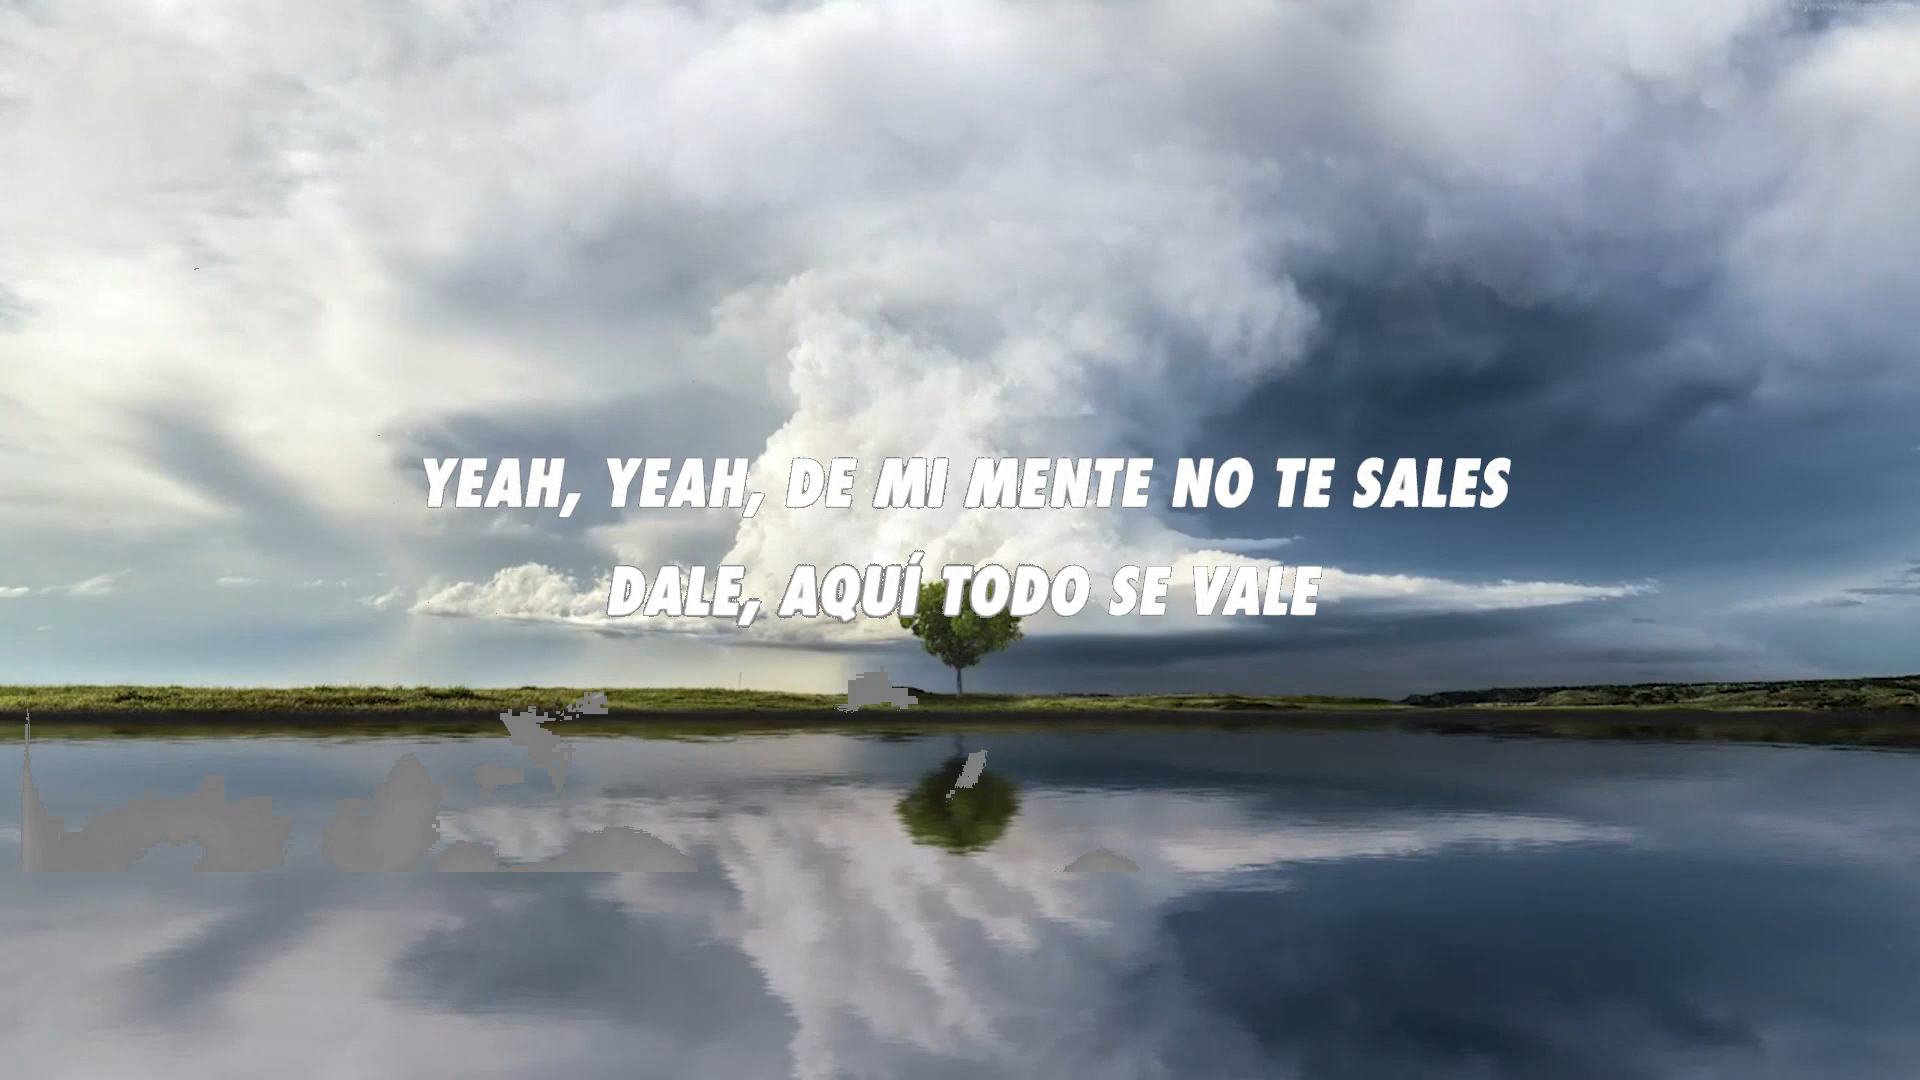 YEAH, YEAH, DE MI MENTE NO TE SALES
DALE, AQUÍ TODO SE VALE